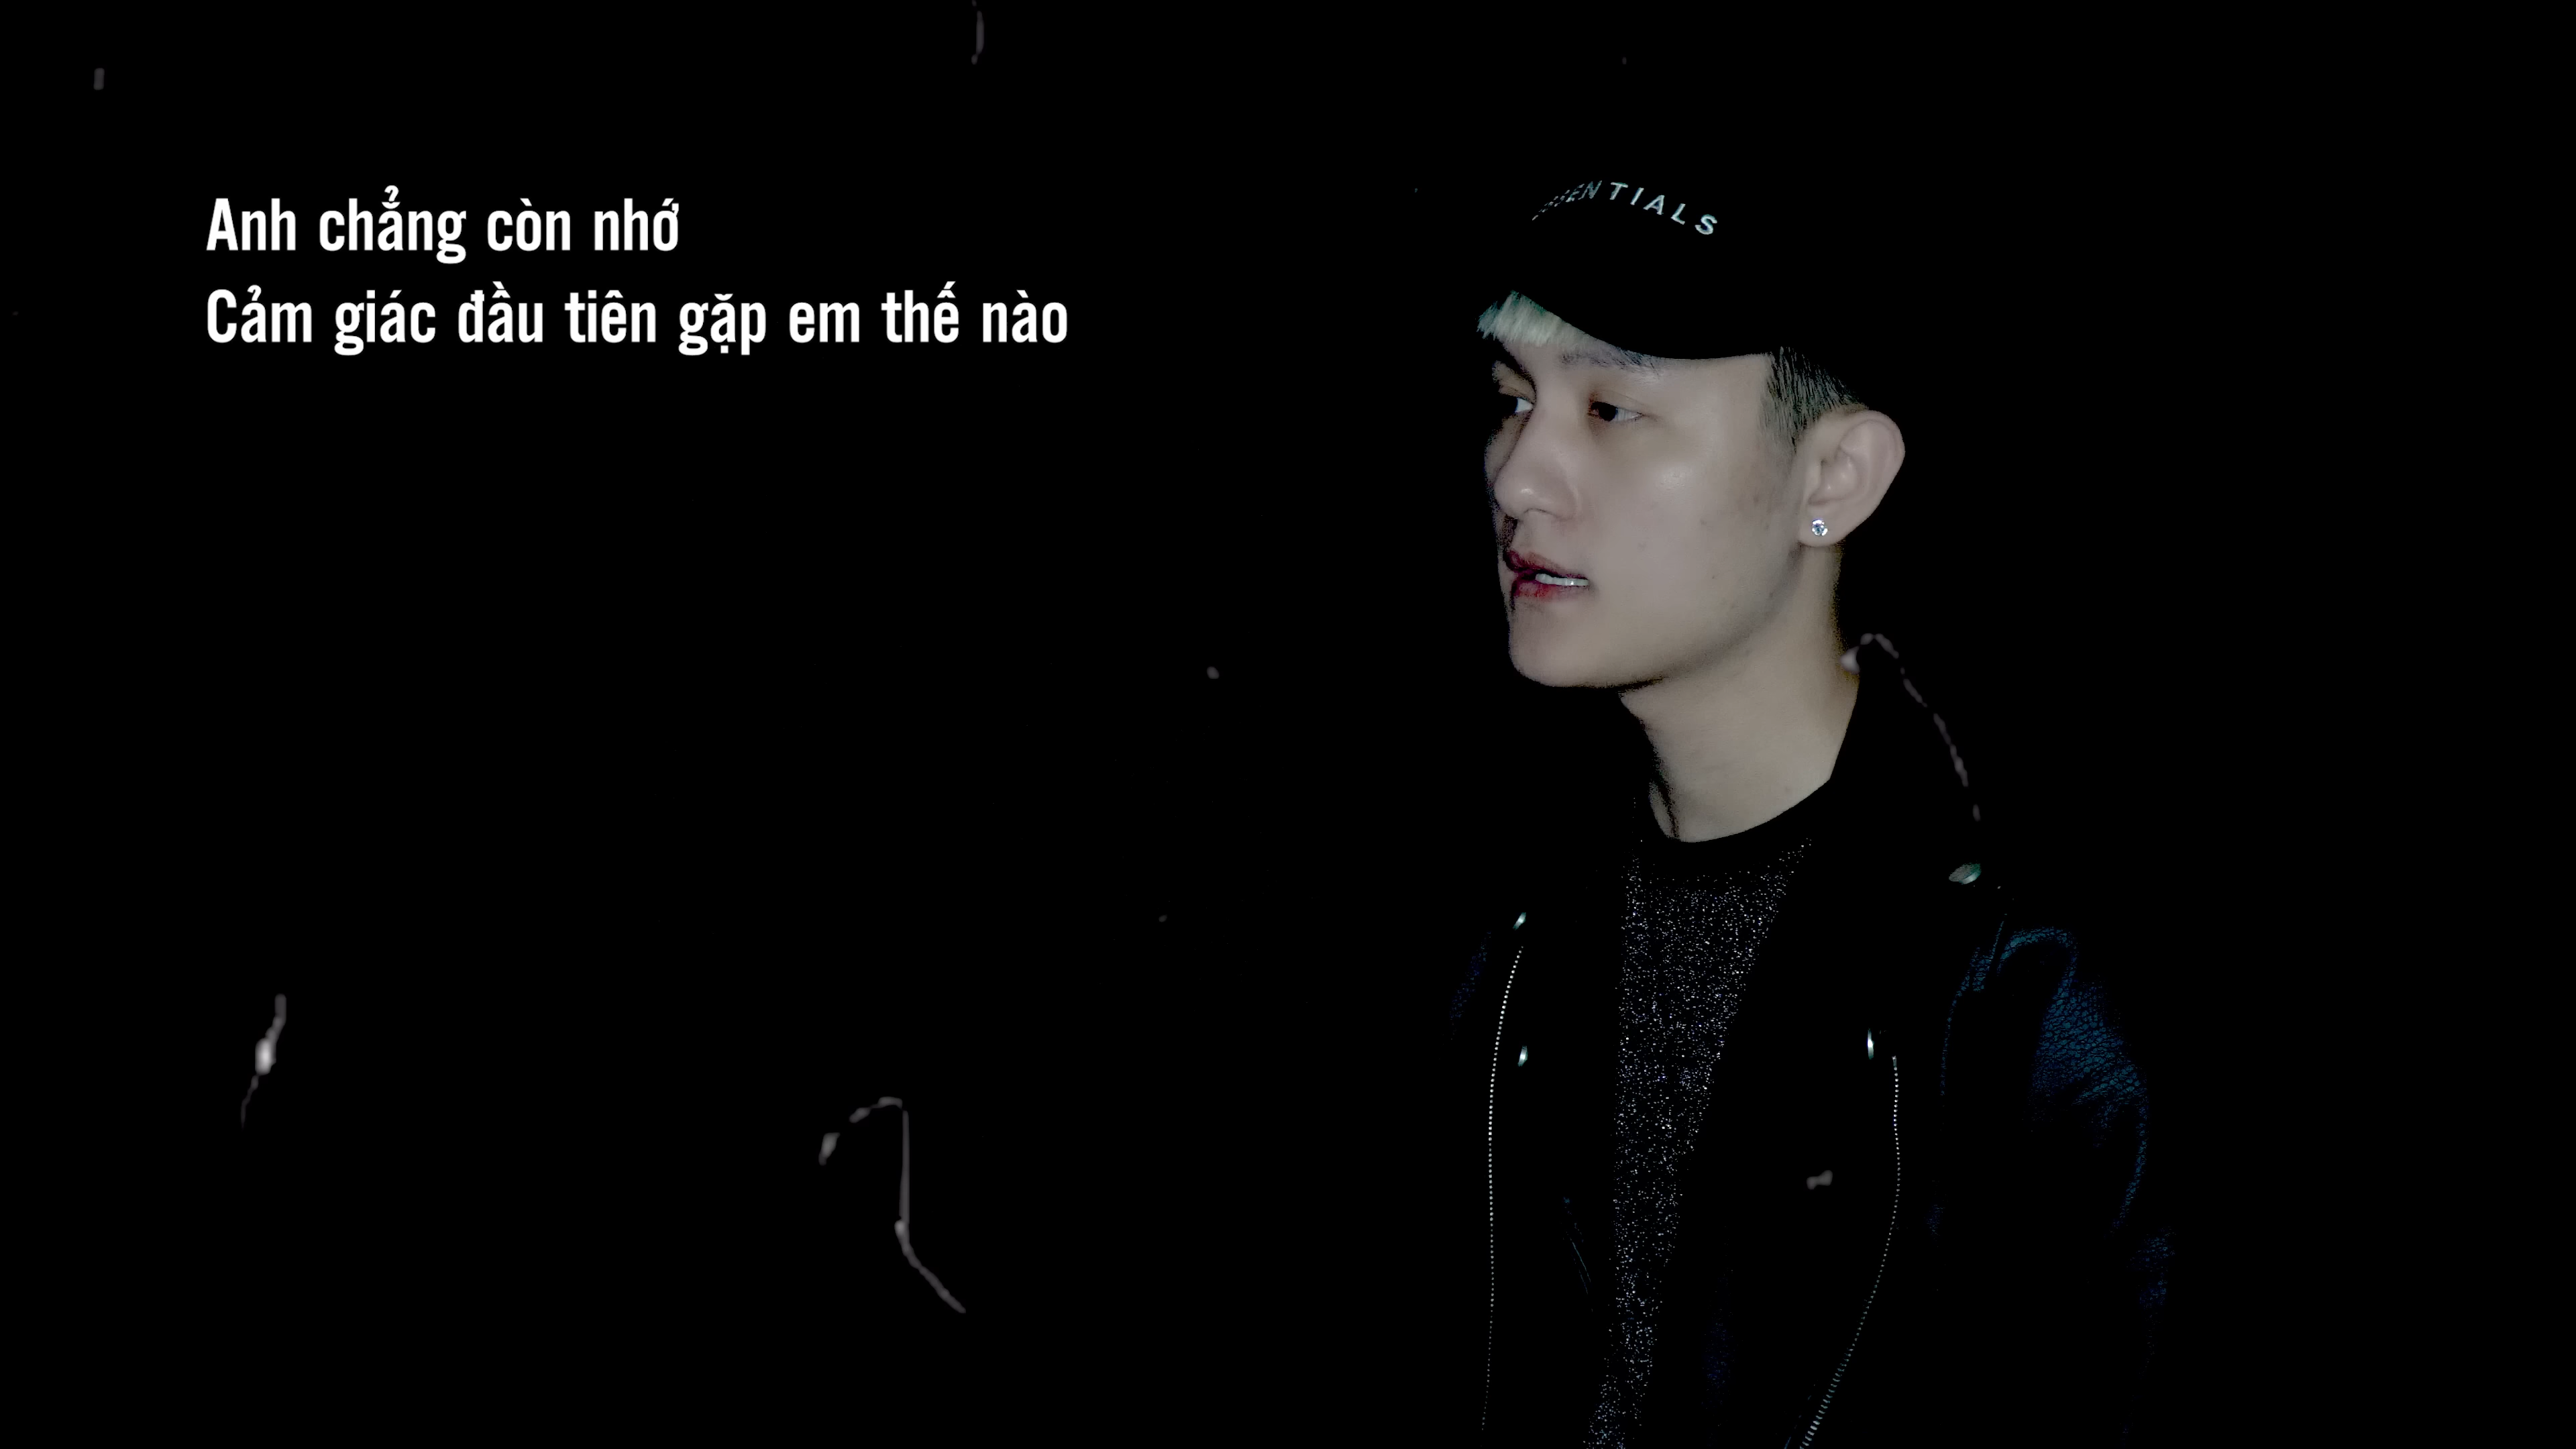 Anh chẳng còn nhớ
Cảm giác đầu tiên gặp em thế nào